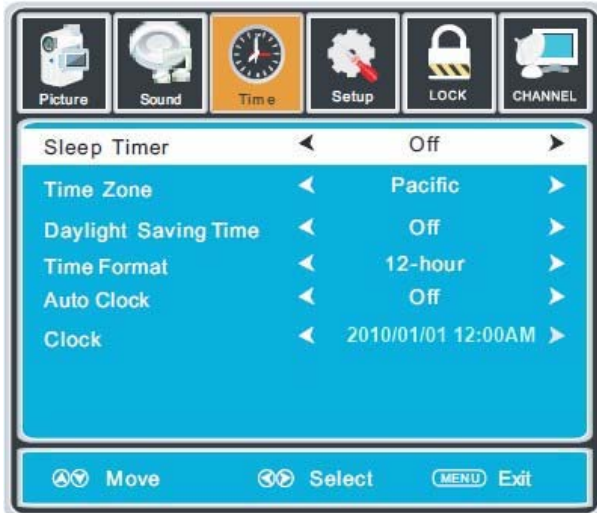 Picture Sound Time Setup LOCK CHANNEL
Sleep Timer Off
Time Zone Pacific
Daylight Saving Time Off
Time Format 12-hour
Auto Clock Off
Clock 2010/01/01 12:00AM
Move Select MENU Exit